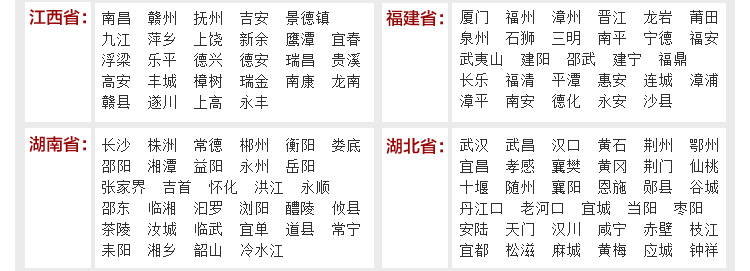 江西省：
南昌 赣州 抚州 吉安 景德镇
九江 萍乡 上饶 新余 鹰潭 宜春
浮梁 乐平 德兴 德安 瑞昌 贵溪
高安 丰城 樟树 瑞金 南康 龙南
赣县 遂川 上高 永丰
福建省：
厦门 福州 漳州 晋江 龙岩 莆田
泉州 石狮 三明 南平 宁德 福安
武夷山 建阳 邵武 建宁 福鼎
长乐 福清 平潭 惠安 连城 漳浦
漳平 南安 德化 永安 沙县
湖南省：
长沙 株洲 常德 郴州 衡阳 娄底
邵阳 湘潭 益阳 永州 岳阳
张家界 吉首 怀化 洪江 永顺
邵东 临湘 汨罗 浏阳 醴陵 攸县
茶陵 汝城 临武 宜单 道县 常宁
耒阳 湘乡 韶山 冷水江
湖北省：
武汉 武昌 汉口 黄石 荆州 鄂州
宜昌 孝感 襄樊 黄冈 荆门 仙桃
十堰 随州 襄阳 恩施 郧县 谷城
丹江口 老河口 宜城 当阳 枣阳
安陆 天门 汉川 咸宁 赤壁 枝江
宜都 松滋 麻城 黄梅 应城 钟祥